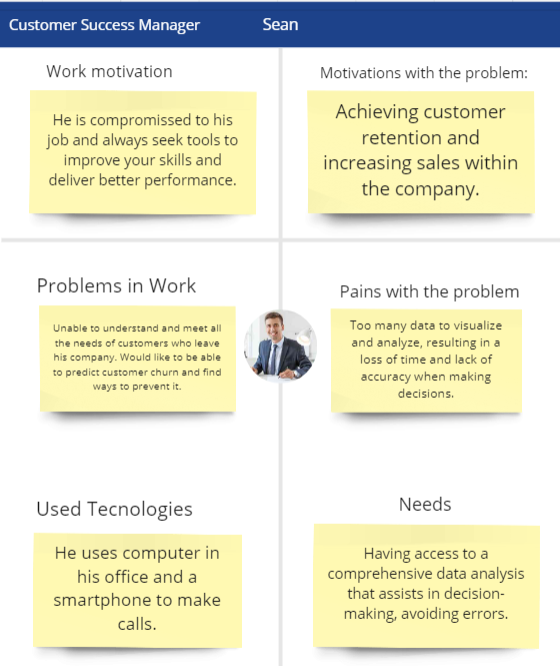 Customer Success Manager
Sean
Work motivation
He is compromissed to his
job and always seek tools to
improve your skills and
deliver better performance.
Motivations with the problem:
Achieving customer
retention and
increasing sales within
the company.
Problems in Work
Unable to understand and meet all
the needs of customers who leave
his company. Would like to be able
to predict customer churn and find
ways to prevent it.
Pains with the problem
Too many data to visualize
and analyze, resulting in a
loss of time and lack of
accuracy when making
decisions.
Used Tecnologies
He uses computer in
his office and a
smartphone to make
calls.
Needs
Having access to a
comprehensive data analysis
that assists in decision-
making, avoiding errors.